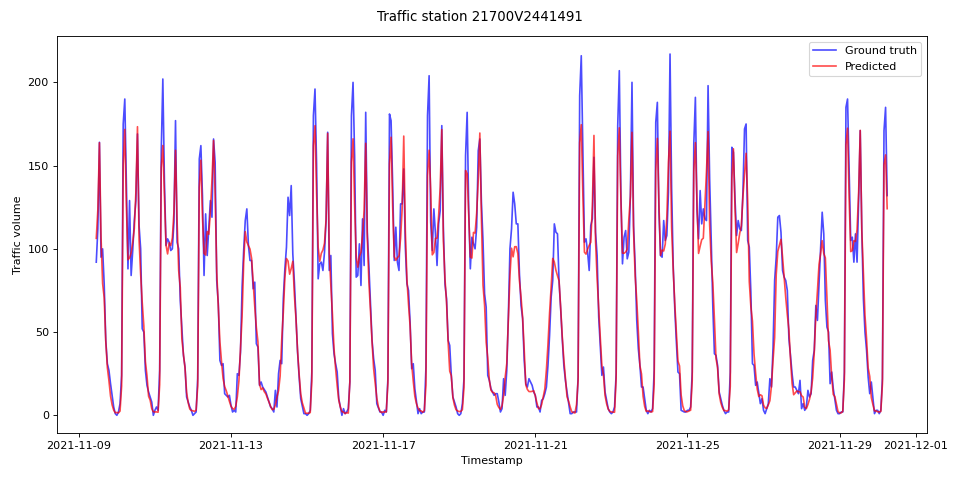 Traffic station 21700V2441491
Ground truth
Predicted
Traffic volume
200
150
100
50
0
2021-11-09
2021-11-13
2021-11-17
2021-11-21
2021-11-25
2021-11-29
2021-12-01
Timestamp